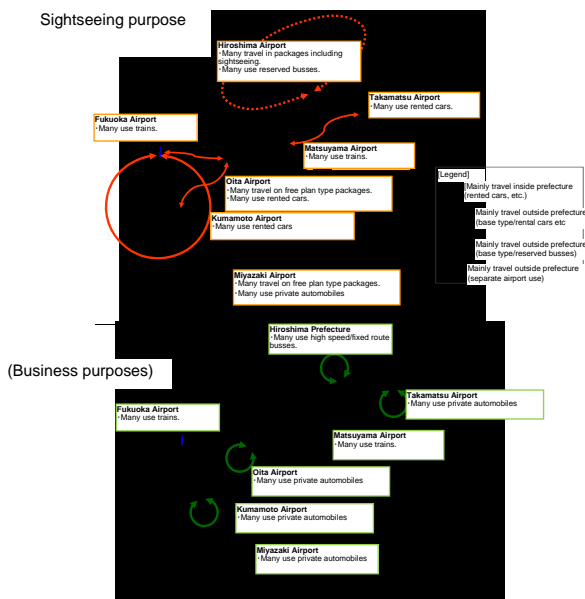 Sightseeing purpose
Hiroshima Airport
・Many travel in packages including
sightseeing.
・Many use reserved busses.
Takamatsu Airport
・Many use rented cars.
Fukuoka Airport
・Many use trains.
Matsuyama Airport
・Many use trains.
Oita Airport
・Many travel on free plan type packages.
・Many use rented cars.
Kumamoto Airport
・Many use rented cars
Miyazaki Airport
・Many travel on free plan type packages.
・Many use private automobiles
[Legend]
[Mainly travel inside prefecture
(rented cars, etc.)
Mainly travel outside prefecture
(base type/rental cars etc
Mainly travel outside prefecture
(base type/reserved busses)
Mainly travel outside prefecture
(separate airport use)
(Business purposes)
Hiroshima Prefecture
・Many use high speed/fixed route
busses.
Takamatsu Airport
・Many use private automobiles
Fukuoka Airport
・Many use trains.
Matsuyama Airport
・Many use trains.
Oita Airport
・Many use private automobiles
Kumamoto Airport
・Many use private automobiles
Miyazaki Airport
・Many use private automobiles